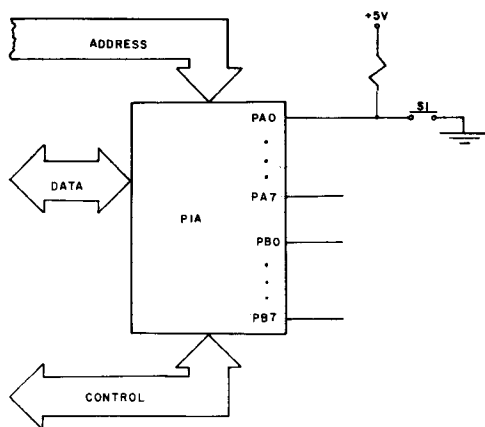 ADDRESS
+5V
S1
PA0
DATA
PA7
PIA
PB0
PB7
CONTROL